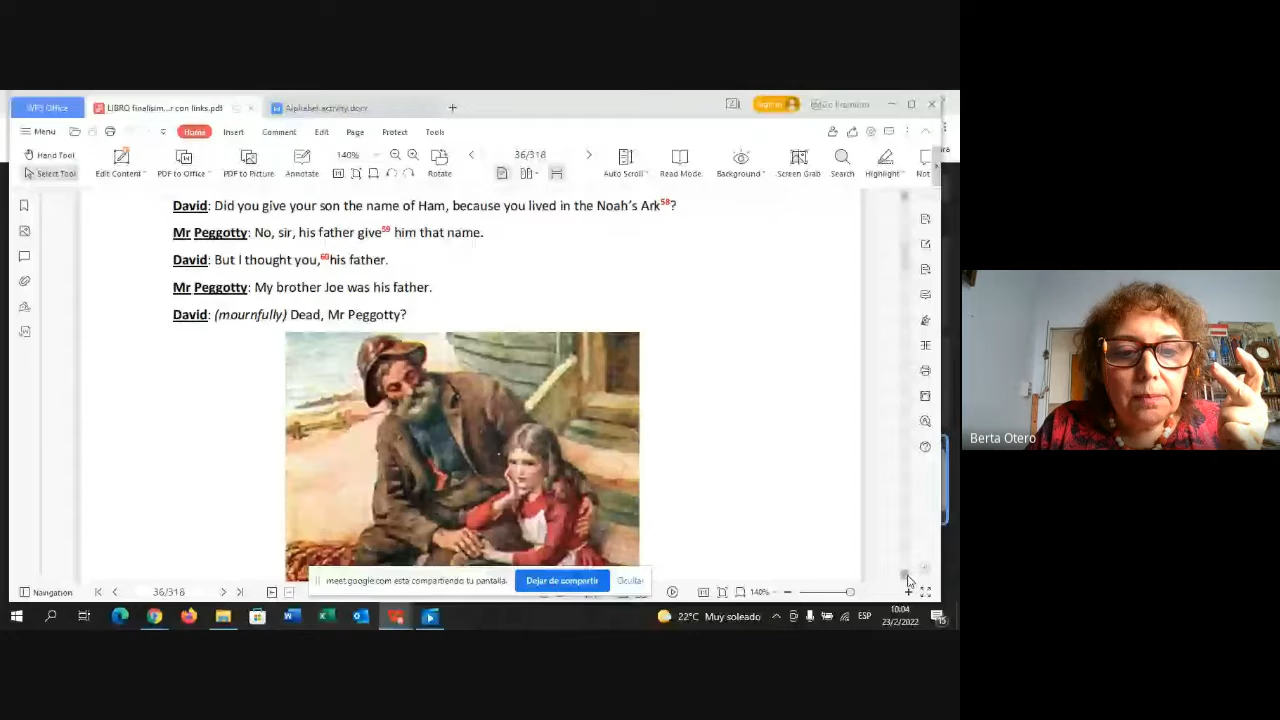 WPS Office LIBRO finalisim...r con links.pdf Alphabet activity.docx + Go Premium
Menu Home Insert Comment Edit Page Protect Tools
Hand Tool 140% 36/318
Select Tool Edit Content PDF to Office PDF to Picture Annotate Rotate Auto Scroll Read Mode Background Screen Grab Search Highlight Not
David: Did you give your son the name of Ham, because you lived in the Noah's Ark58?
Mr Peggotty: No, sir, his father give59 him that name.
David: But I thought you,60his father.
Mr Peggotty: My brother Joe was his father.
David: (mournfully) Dead, Mr Peggotty?
Berta Otero
meet.google.com está compartiendo tu pantalla. Dejar de compartir Ocultar
Navigation 36/318 140%
22°C Muy soleado ESP 10:04
23/2/2022 15